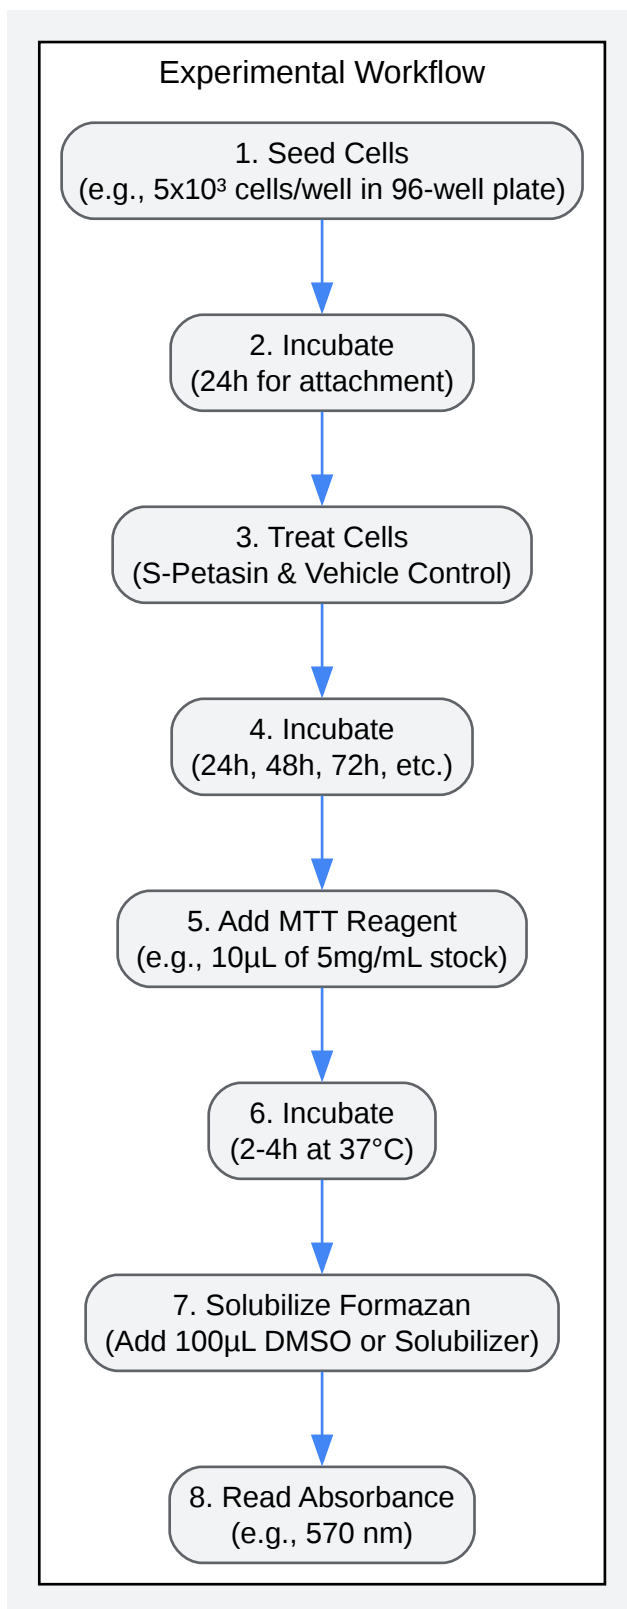 Experimental Workflow
1. Seed Cells
(e.g., 5x10³ cells/well in 96-well plate)
2. Incubate
(24h for attachment)
3. Treat Cells
(S-Petasin & Vehicle Control)
4. Incubate
(24h, 48h, 72h, etc.)
5. Add MTT Reagent
(e.g., 10µL of 5mg/mL stock)
6. Incubate
(2-4h at 37°C)
7. Solubilize Formazan
(Add 100µL DMSO or Solubilizer)
8. Read Absorbance
(e.g., 570 nm)